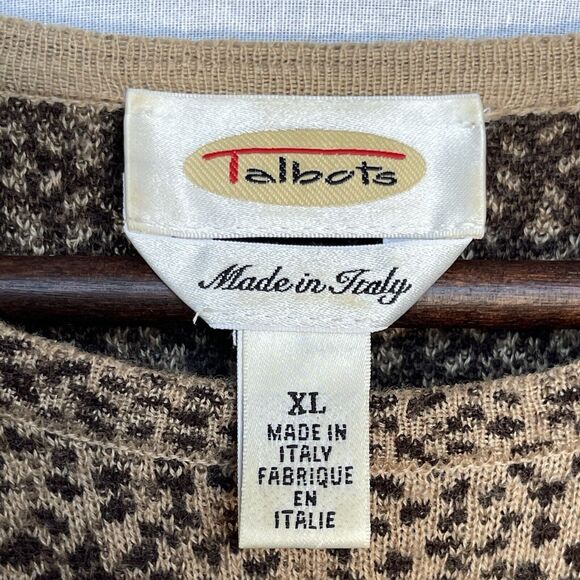 Talbots
Made in Italy
XL
MADE IN
ITALY
FABRIQUE
EN
ITALIE